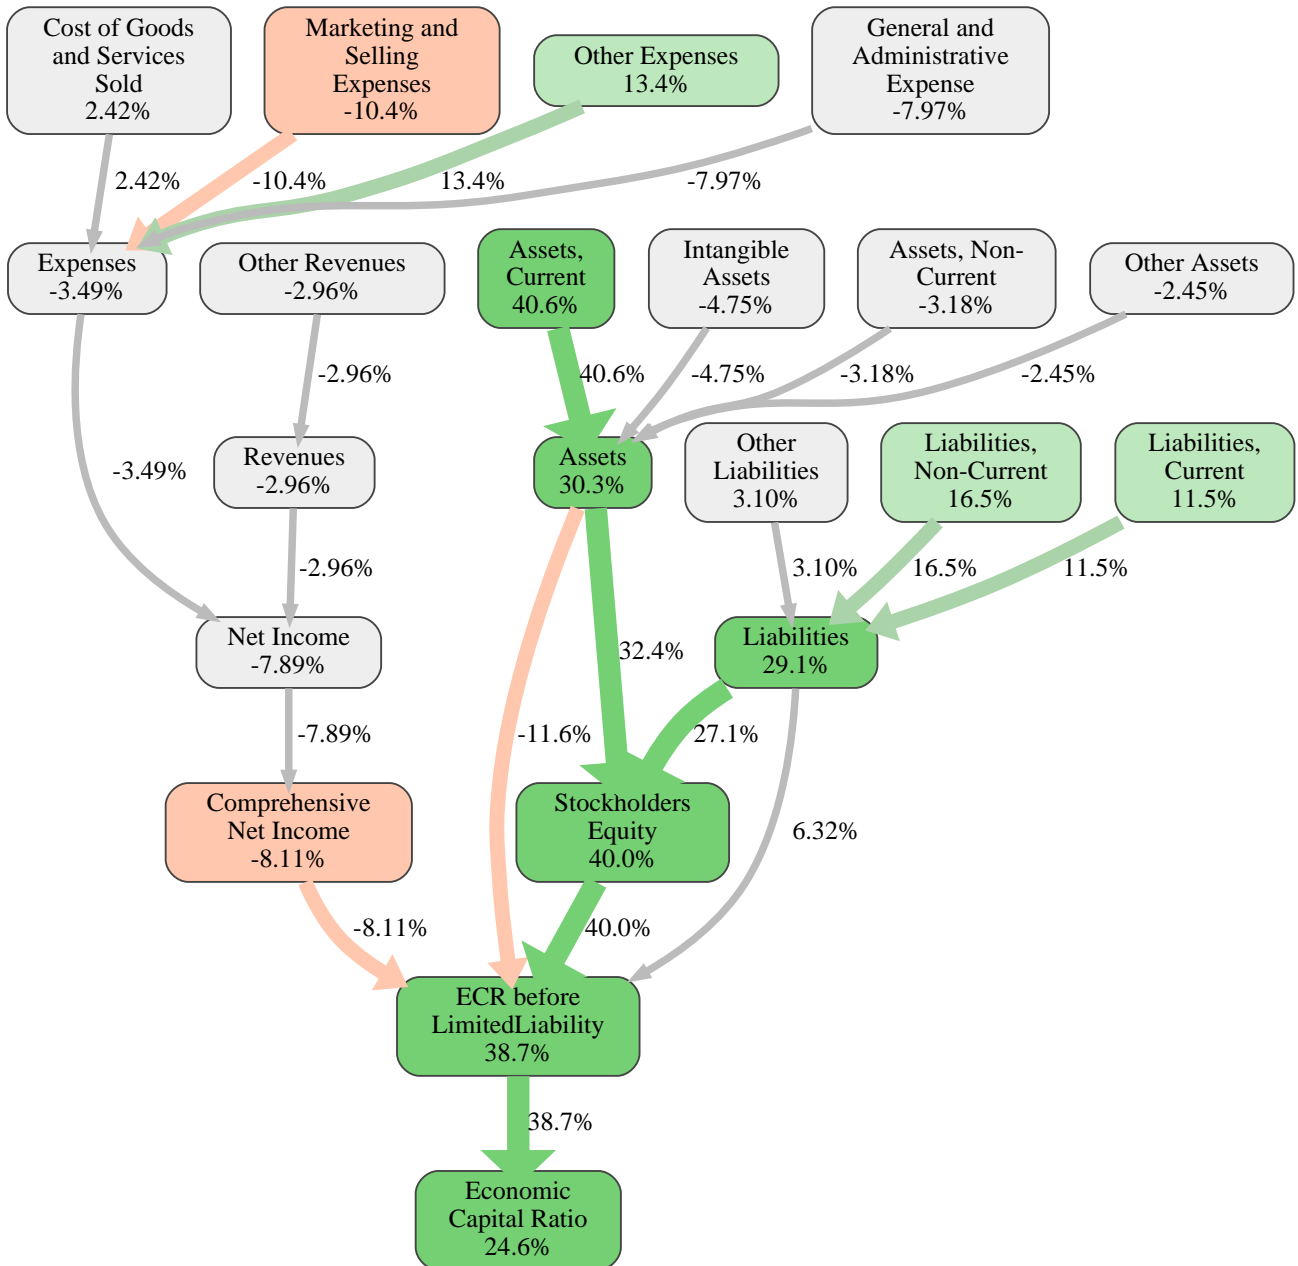 Cost of Goods
and Services
Sold
2.42%
Marketing and
Selling
Expenses
-10.4%
Other Expenses
13.4%
General and
Administrative
Expense
-7.97%
2.42%
-10.4%
13.4%
-7.97%
Expenses
-3.49%
Other Revenues
-2.96%
Assets,
Current
40.6%
Intangible
Assets
-4.75%
Assets, Non-
Current
-3.18%
Other Assets
-2.45%
-2.96%
40.6%
-4.75%
-3.18%
-2.45%
-3.49%
Revenues
-2.96%
Assets
30.3%
Other
Liabilities
3.10%
Liabilities,
Non-Current
16.5%
Liabilities,
Current
11.5%
-2.96%
3.10%
16.5%
11.5%
Net Income
-7.89%
32.4%
Liabilities
29.1%
-7.89%
-11.6%
27.1%
Comprehensive
Net Income
-8.11%
Stockholders
Equity
40.0%
6.32%
-8.11%
40.0%
ECR before
LimitedLiability
38.7%
38.7%
Economic
Capital Ratio
24.6%